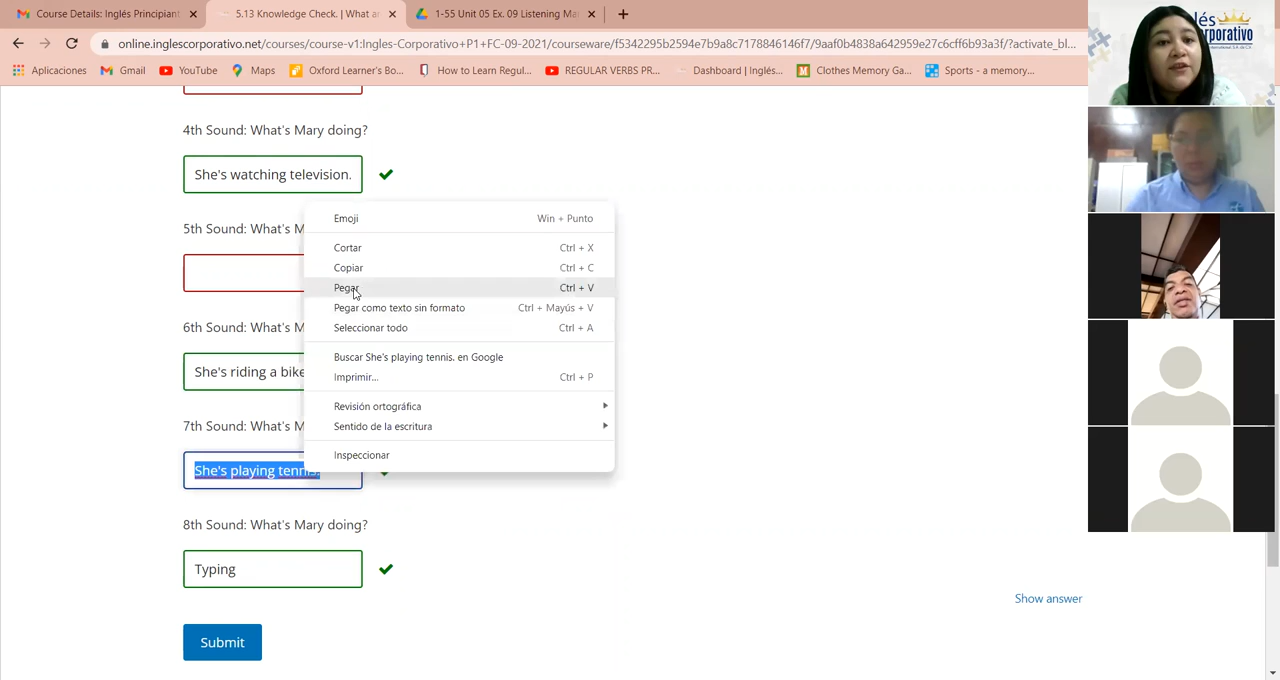 Course Details: Inglés Principian
5.13 Knowledge Check. | What a
1-55 Unit 05 Ex. 09 Listening Ma
online.inglescorporativo.net/courses/course-v1:Ingles-Corporativo+P1+FC-09-2021/courseware/f5342295b2594e7b9a8c7178846146f7/9aaf0b4838a642959e27c6cff6b93a3f/?activate_bl...
Aplicaciones
Gmail
YouTube
Maps
Oxford Learner's Bo...
How to Learn Regul...
REGULAR VERBS PR...
Dashboard | Inglés...
Clothes Memory Ga...
Sports - a memory...
4th Sound: What's Mary doing?
She's watching television.
5th Sound: What's M
6th Sound: What's M
She's riding a bike
7th Sound: What's M
She's playing tennis.
8th Sound: What's Mary doing?
Typing
Submit
Show answer
Emoji Win + Punto
Cortar Ctrl + X
Copiar Ctrl + C
Pegar Ctrl + V
Pegar como texto sin formato Ctrl + Mayús + V
Seleccionar todo Ctrl + A
Buscar She's playing tennis. en Google
Imprimir... Ctrl + P
Revisión ortográfica
Sentido de la escritura
Inspeccionar